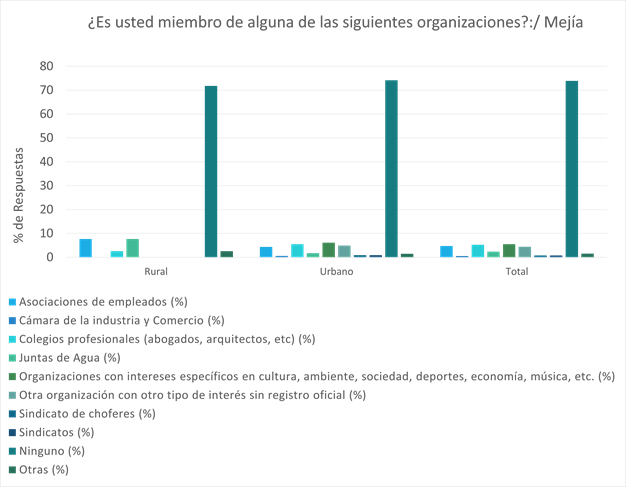 ¿Es usted miembro de alguna de las siguientes organizaciones?:/ Mejía
80
70
60
50
40
30
20
10
0
% de Respuestas
Rural
Urbano
Total
Asociaciones de empleados (%)
Cámara de la industria y Comercio (%)
Colegios profesionales (abogados, arquitectos, etc) (%)
Juntas de Agua (%)
Organizaciones con intereses específicos en cultura, ambiente, sociedad, deportes, economía, música, etc. (%)
Otra organización con otro tipo de interés sin registro oficial (%)
Sindicato de choferes (%)
Sindicatos (%)
Ninguno (%)
Otras (%)